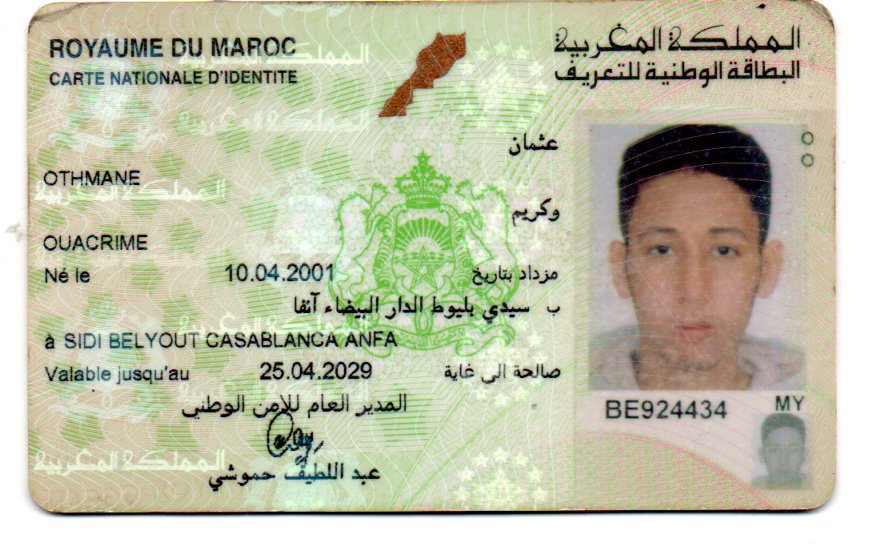 ROYAUME DU MAROC
المملكة المغربية
CARTE NATIONALE D'IDENTITE
البطاقة الوطنية للتعريف
عثمان
OTHMANE
وكريم
OUACRIME
Né le 10.04.2001 مزداد بتاريخ
ب سيدي بليوط الدار البيضاء آنفا
à SIDI BELYOUT CASABLANCA ANFA
Valable jusqu'au 25.04.2029 صالحة الى غاية
المدير العام للأمن الوطني
عبد اللطيف حموشي
BE924434
MY